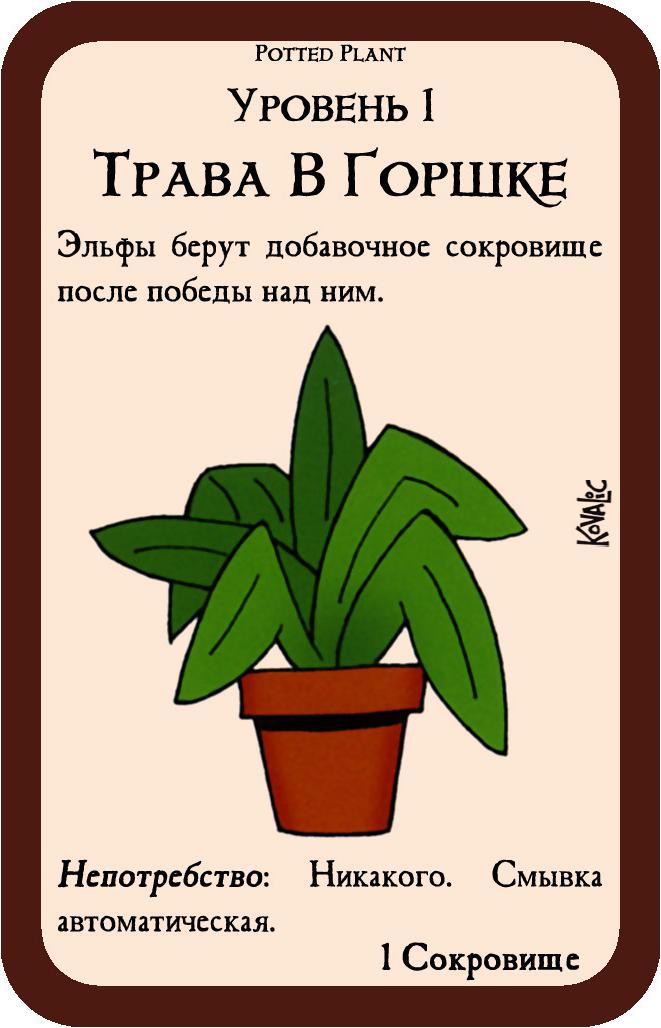 Potted Plant
Уровень 1
Трава В Горшке
Эльфы берут добавочное сокровище
после победы над ним.
Kovalic
Непотребство: Никакого. Смывка
автоматическая.
1 Сокровище